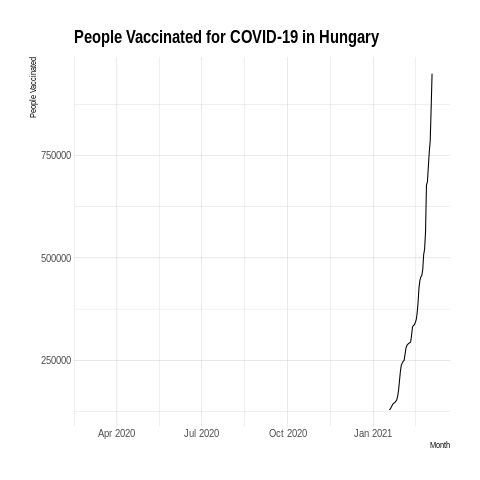 People Vaccinated for COVID-19 in Hungary
People Vaccinated
750000
500000
250000
Apr 2020 Jul 2020 Oct 2020 Jan 2021
Month